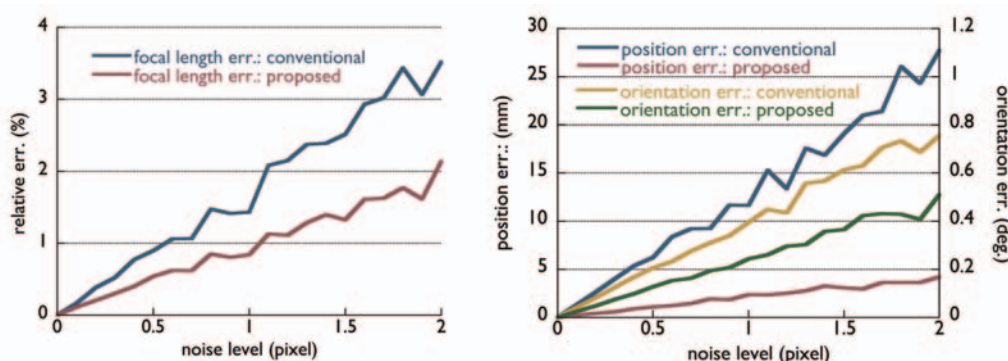 4
3
2
1
0
relative err. (%)
focal length err.: conventional
focal length err.: proposed
0
0.5
1
1.5
2
noise level (pixel)
30
25
20
15
10
5
0
position err.: (mm)
position err.: conventional
position err.: proposed
orientation err.: conventional
orientation err.: proposed
1.2
1
0.8
0.6
0.4
0.2
0
orientation err. (deg.)
0
0.5
1
1.5
2
noise level (pixel)